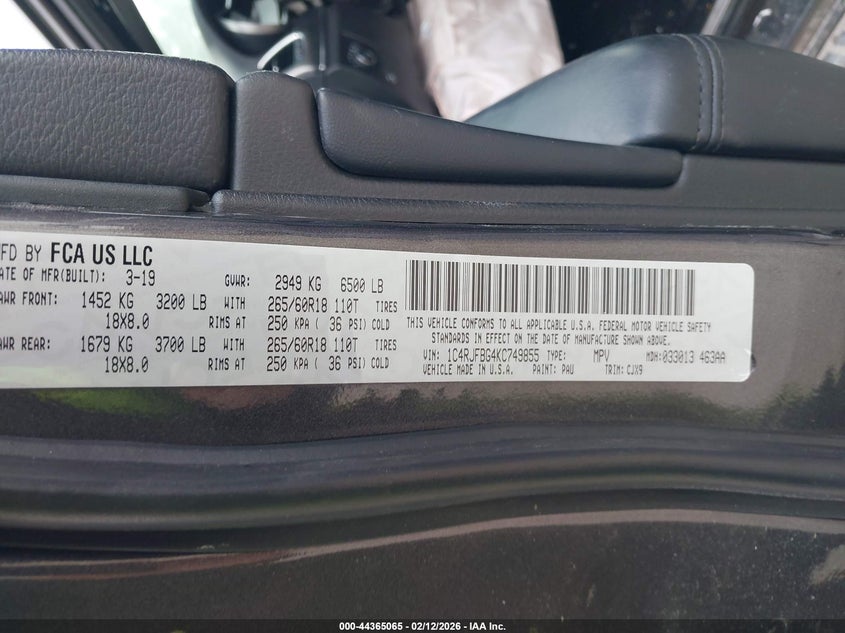 MFD BY FCA US LLC
DATE OF MFR(BUILT): 3-19 GVWR: 2949 KG 6500 LB
GAWR FRONT: 1452 KG 3200 LB WITH 265/60R18 110T TIRES
18X8.0 RIMS AT 250 KPA ( 36 PSI) COLD
GAWR REAR: 1679 KG 3700 LB WITH 265/60R18 110T TIRES
18X8.0 RIMS AT 250 KPA ( 36 PSI) COLD
THIS VEHICLE CONFORMS TO ALL APPLICABLE U.S.A. FEDERAL MOTOR VEHICLE SAFETY
STANDARDS IN EFFECT ON THE DATE OF MANUFACTURE SHOWN ABOVE.
VIN: 1C4RJFBG4KC749855 TYPE: MPV MDH:033013 463AA
VEHICLE MADE IN U.S.A. PAINT: PAU TRIM: CJX9
000-44365065 - 02/12/2026 - IAA Inc.